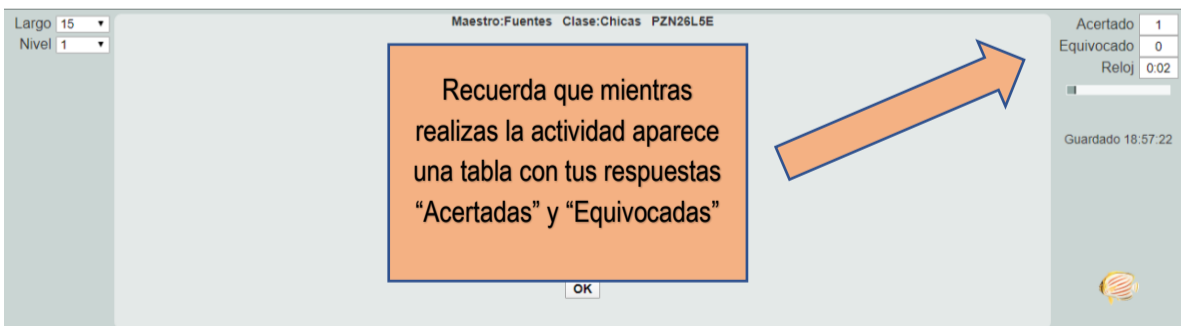 Largo 15
Nivel 1
Maestro:Fuentes Clase:Chicas PZN26L5E
Recuerda que mientras
realizas la actividad aparece
una tabla con tus respuestas
“Acertadas” y “Equivocadas”
OK
Acertado 1
Equivocado 0
Reloj 0:02
Guardado 18:57:22